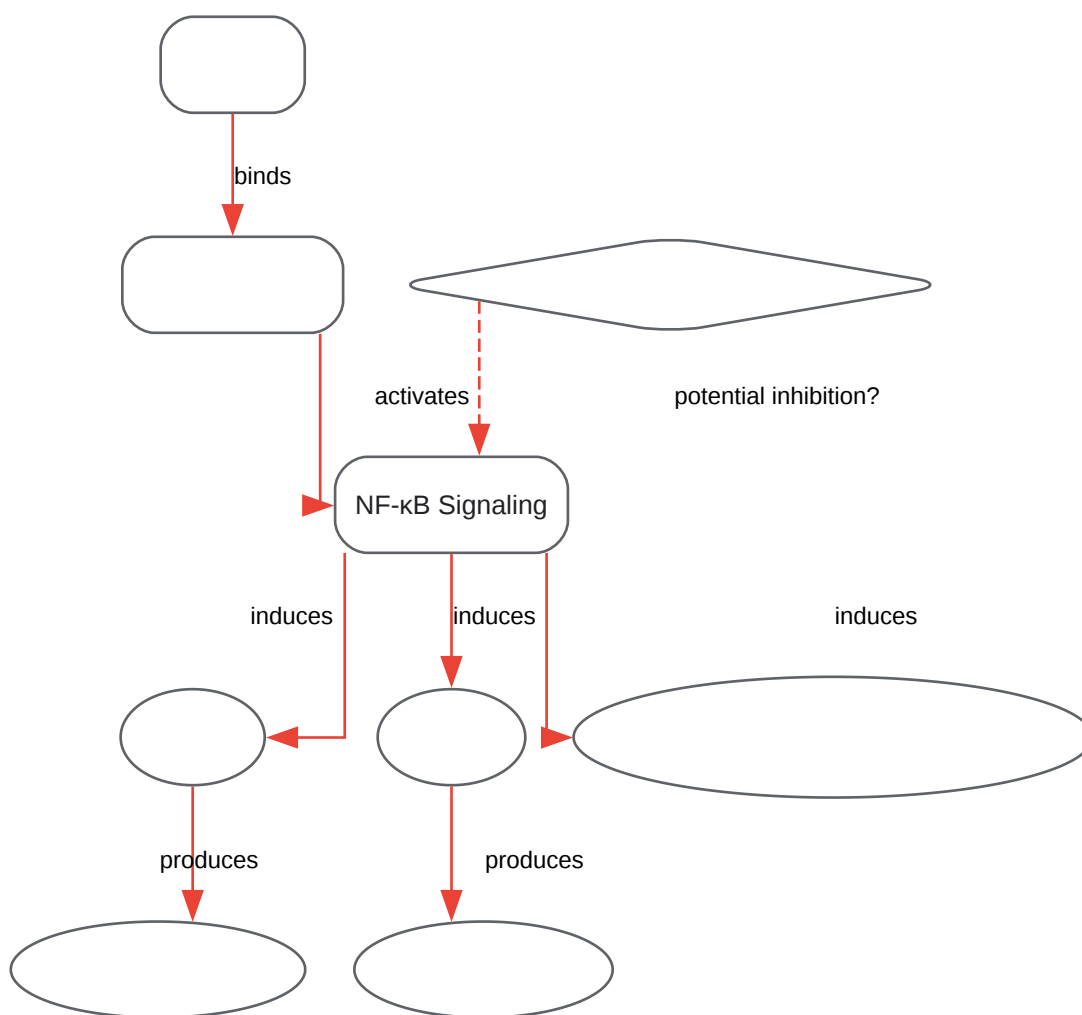 binds
activates
potential inhibition?
NF-κB Signaling
induces
induces
induces
produces
produces